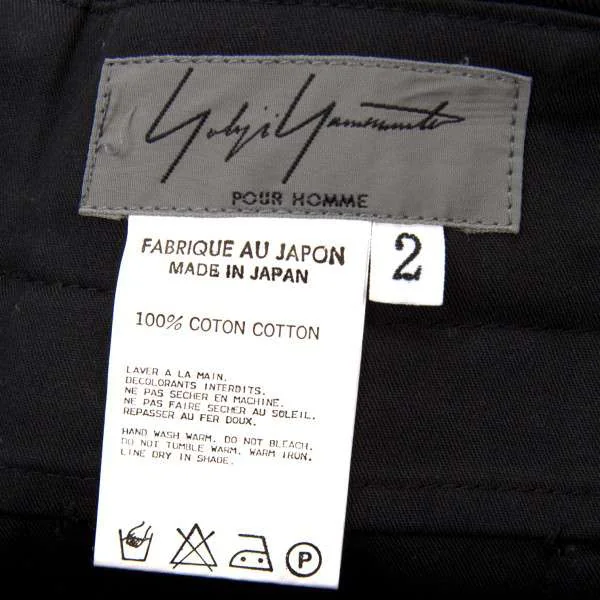 Yohji Yamamoto
POUR HOMME
FABRIQUE AU JAPON
MADE IN JAPAN
2
100% COTON COTTON
LAVER A LA MAIN.
DECOLORANTS INTERDITS.
NE PAS SECHER EN MACHINE.
NE PAS FAIRE SECHER AU SOLEIL.
REPASSER AU FER DOUX.
HAND WASH WARM. DO NOT BLEACH.
DO NOT TUMBLE WARM. WARM IRON.
LINE DRY IN SHADE.
P